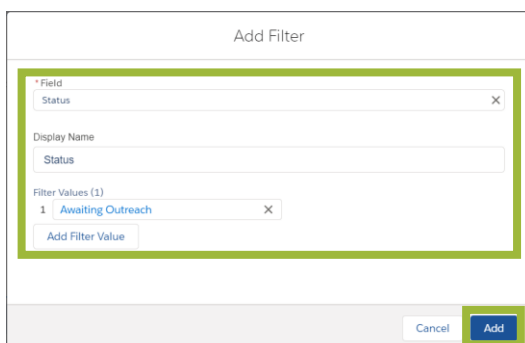 Add Filter
* Field
Status
Display Name
Status
Filter Values (1)
1 Awaiting Outreach
Add Filter Value
Cancel Add